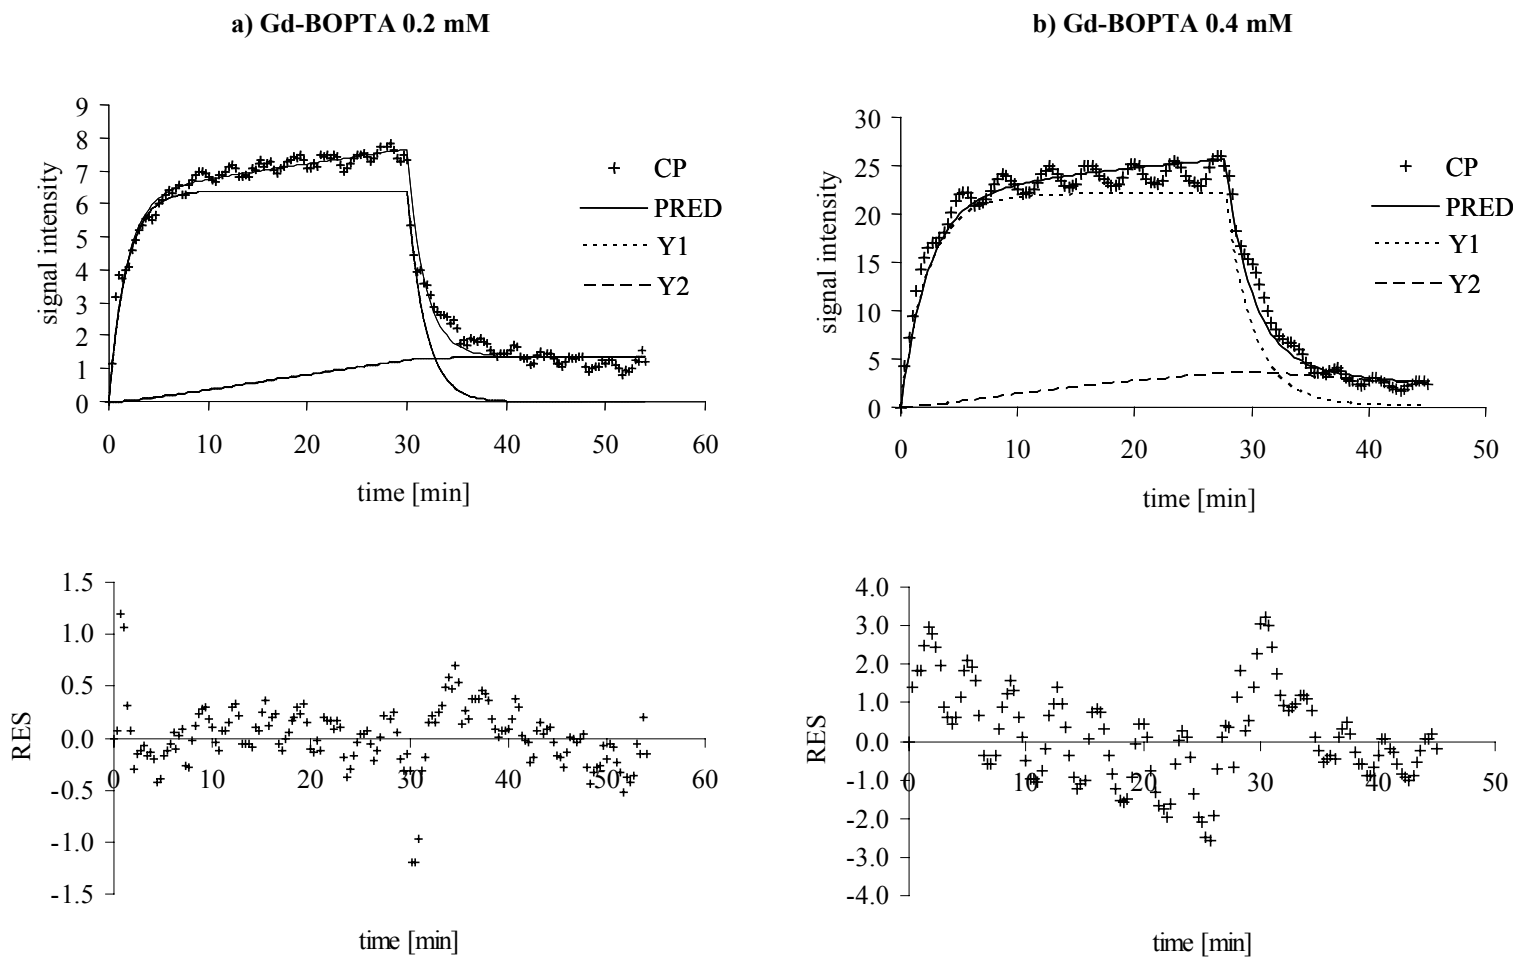 a) Gd-BOPTA 0.2 mM
b) Gd-BOPTA 0.4 mM
9
8
7
6
5
4
3
2
1
0
signal intensity
0 10 20 30 40 50 60
time [min]
CP
PRED
Y1
Y2
30
25
20
15
10
5
0
signal intensity
0 10 20 30 40 50
time [min]
CP
PRED
Y1
Y2
1.5
1.0
0.5
0.0
-0.5
-1.0
-1.5
RES
0 10 20 30 40 50 60
time [min]
4.0
3.0
2.0
1.0
0.0
-1.0
-2.0
-3.0
-4.0
RES
0 10 20 30 40 50
time [min]